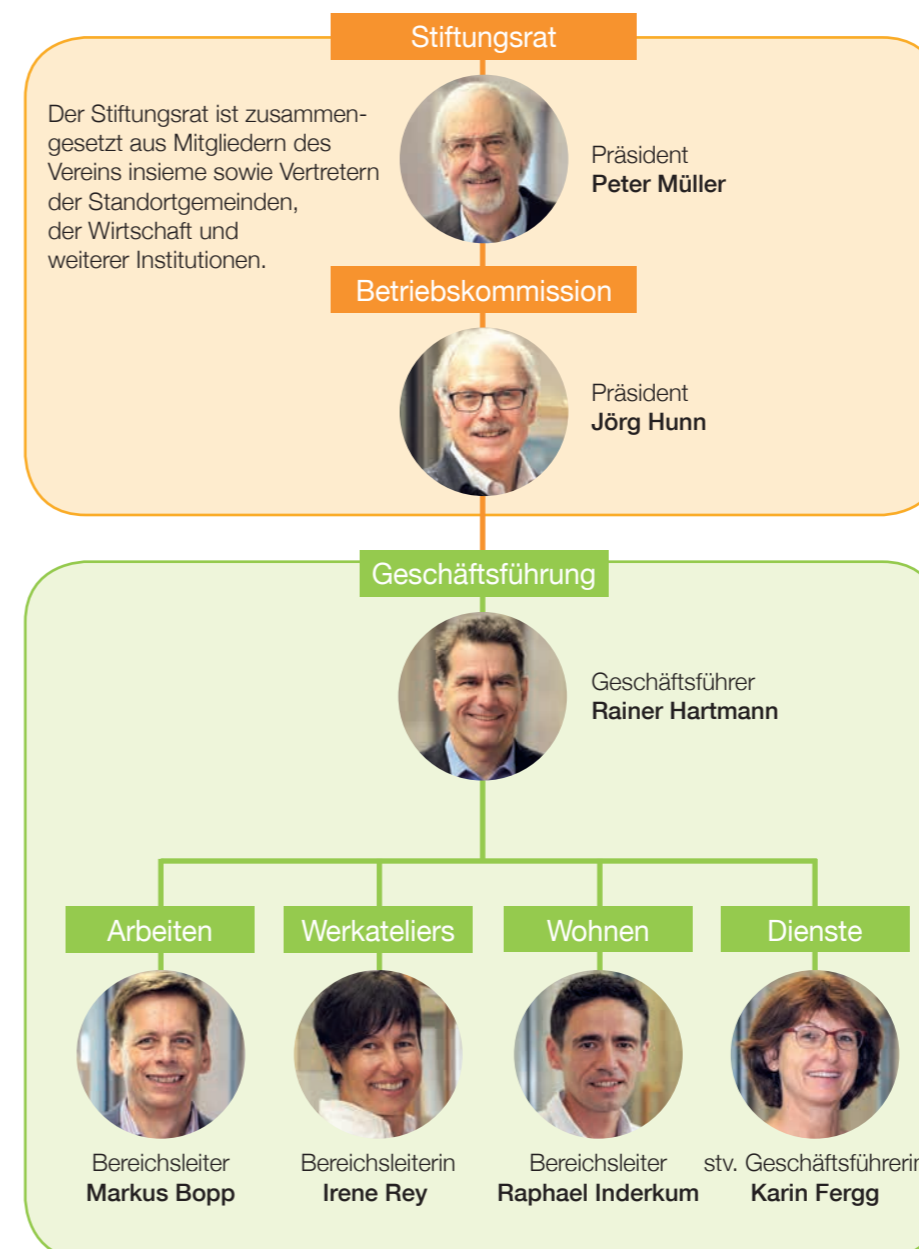 Stiftungsrat
Der Stiftungsrat ist zusammen-
gesetzt aus Mitgliedern des
Vereins insieme sowie Vertretern
der Standortgemeinden,
der Wirtschaft und
weiterer Institutionen.
Präsident
Peter Müller
Betriebskommission
Präsident
Jörg Hunn
Geschäftsführung
Geschäftsführer
Rainer Hartmann
Arbeiten
Bereichsleiter
Markus Bopp
Werkateliers
Bereichsleiterin
Irene Rey
Wohnen
Bereichsleiter
Raphael Inderkum
Dienste
stv. Geschäftsführerin
Karin Fergg